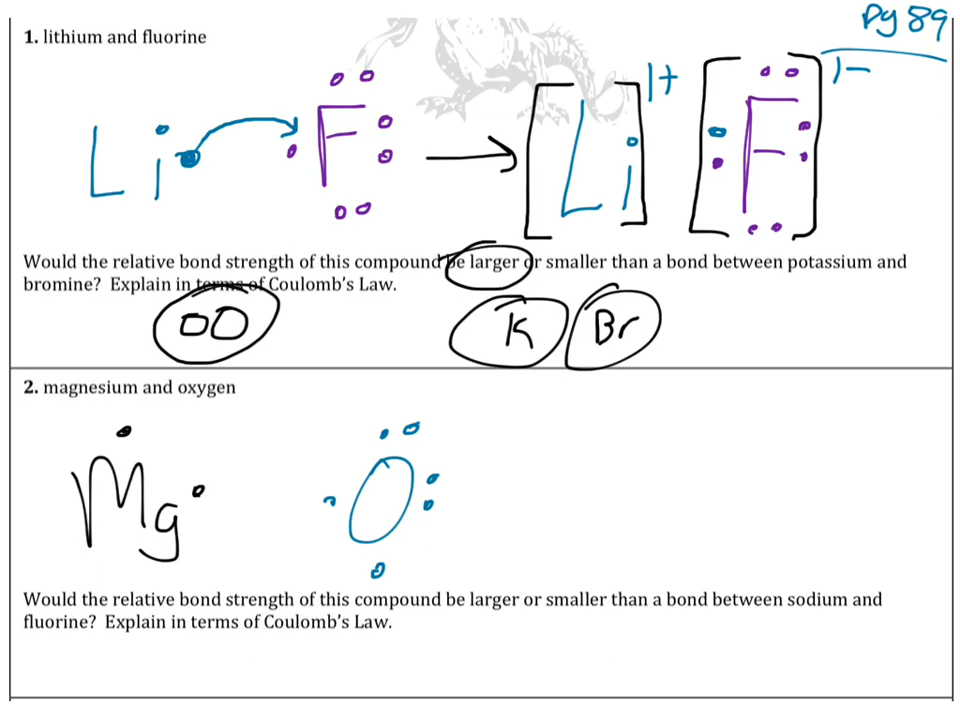 Pg 89
1. lithium and fluorine
Li F → [Li]1+ [F]1-
Would the relative bond strength of this compound be larger or smaller than a bond between potassium and
bromine? Explain in terms of Coulomb's Law.
K Br
2. magnesium and oxygen
Mg O
Would the relative bond strength of this compound be larger or smaller than a bond between sodium and
fluorine? Explain in terms of Coulomb's Law.